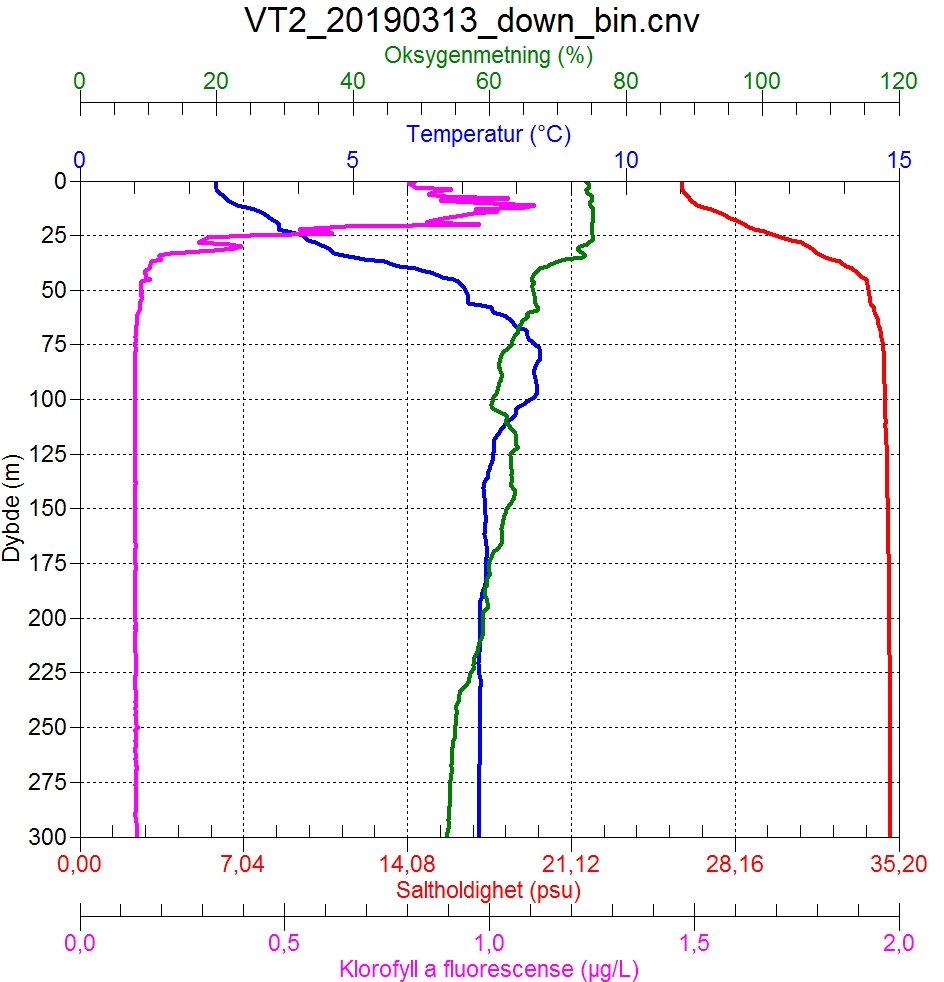 VT2_20190313_down_bin.cnv
Oksygenmetning (%)
0 20 40 60 80 100 120
Temperatur (°C)
0 5 10 15
0
25
50
75
100
125
150
175
200
225
250
275
300
Dybde (m)
0,00 7,04 14,08 21,12 28,16 35,20
Saltholdighet (psu)
0,0 0,5 1,0 1,5 2,0
Klorofyll a fluorescense (µg/L)